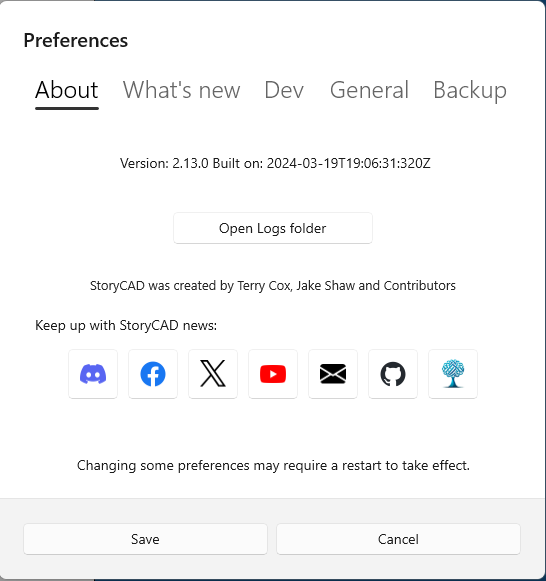 Preferences
About What's new Dev General Backup
Version: 2.13.0 Built on: 2024-03-19T19:06:31:320Z
Open Logs folder
StoryCAD was created by Terry Cox, Jake Shaw and Contributors
Keep up with StoryCAD news:
Changing some preferences may require a restart to take effect.
Save Cancel